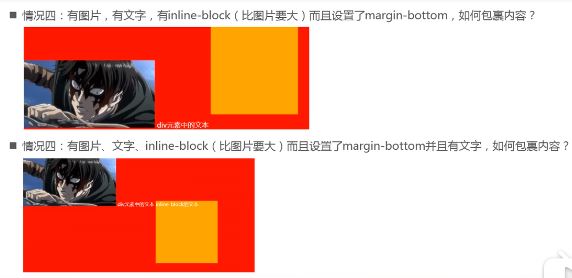 ■ 情况四：有图片，有文字，有inline-block（比图片要大）而且设置了margin-bottom，如何包裹内容？
div元素中的文本
■ 情况四：有图片、文字、inline-block（比图片要大）而且设置了margin-bottom并且有文字，如何包裹内容？
div元素中的文本 inline-block的文本